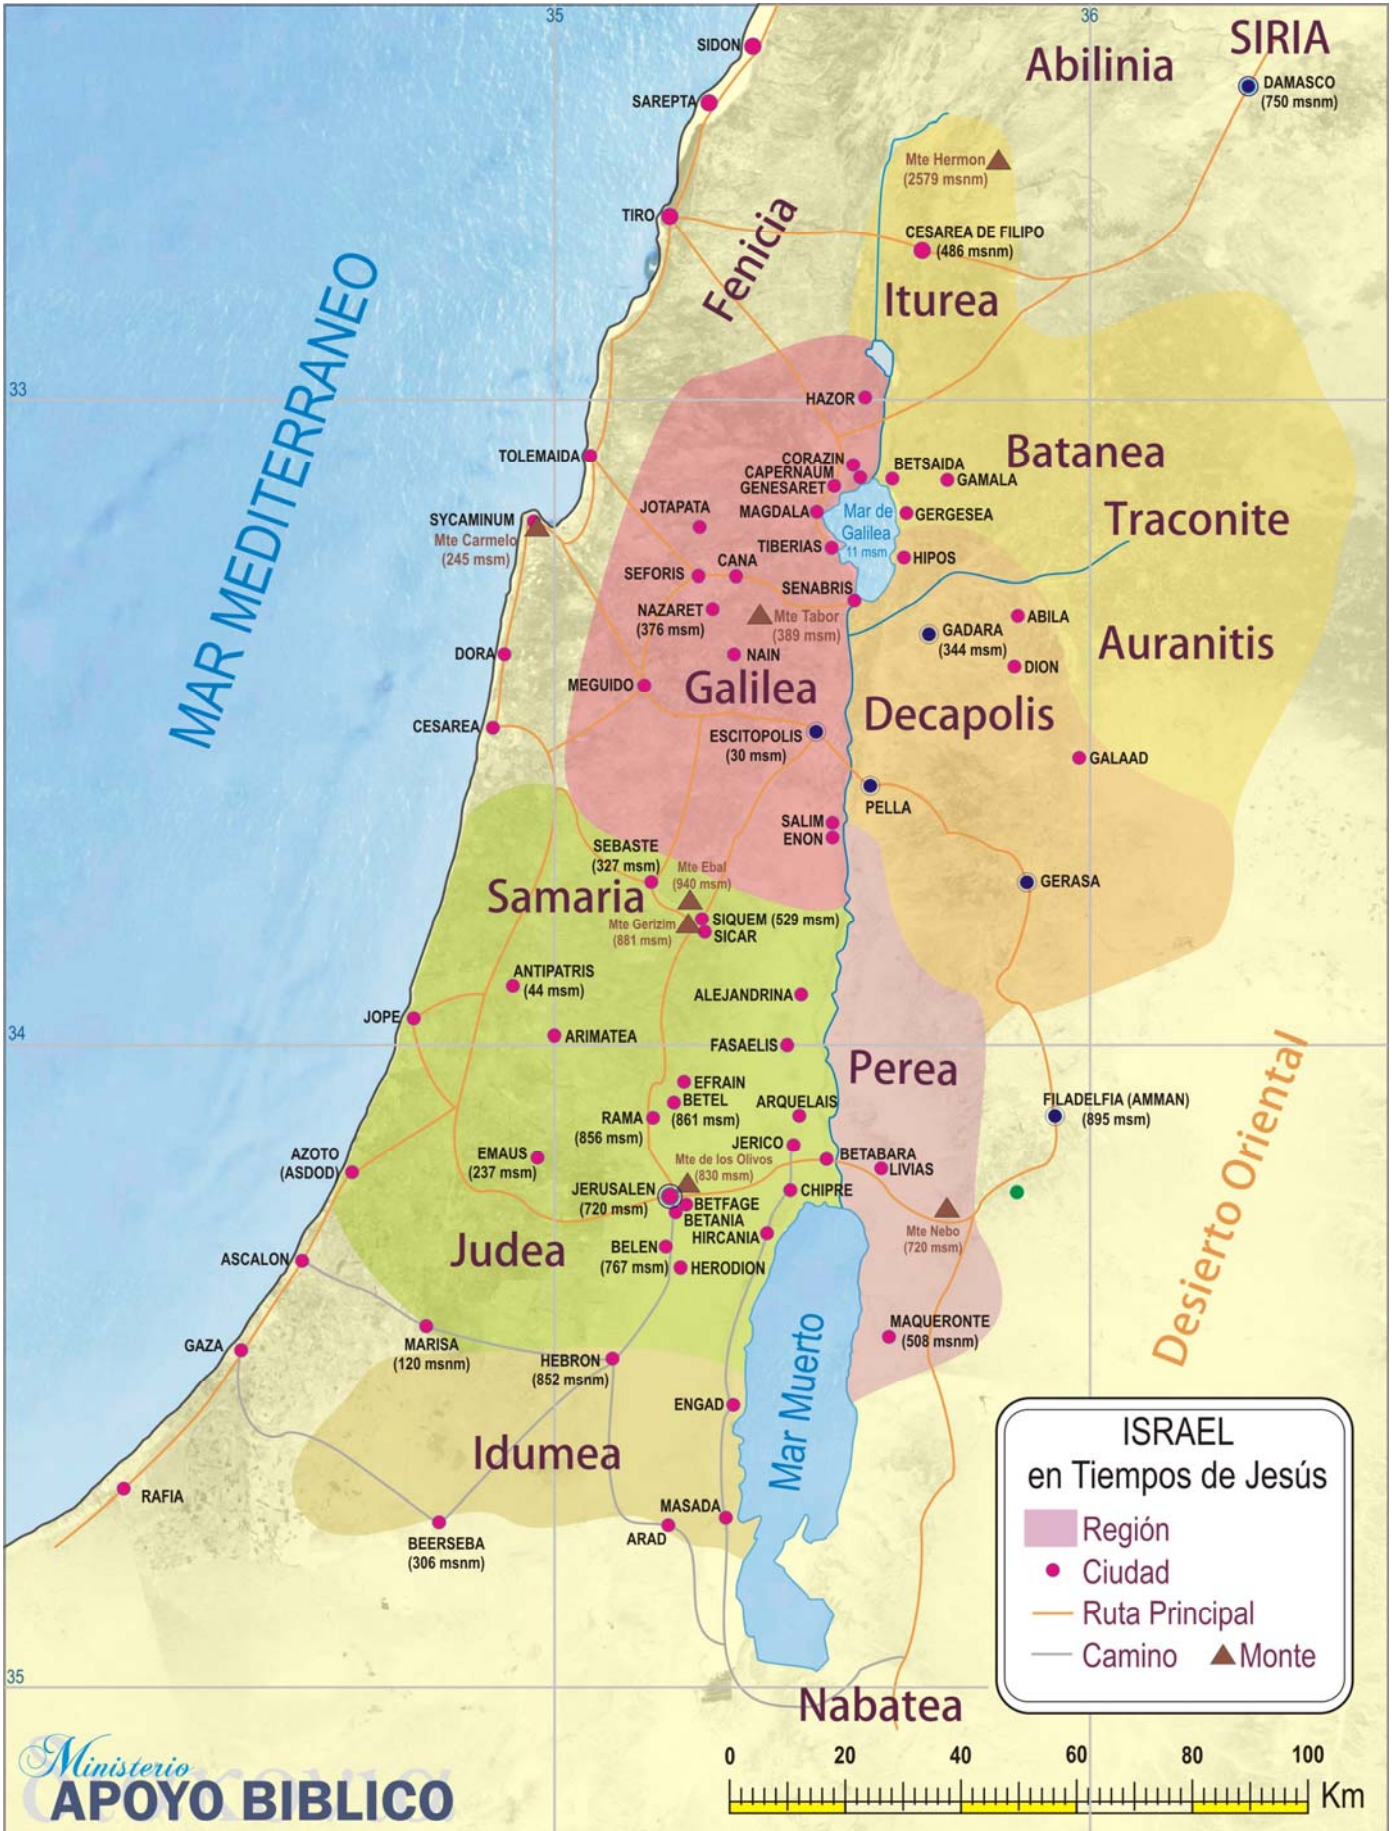 35
36
SIDON
SIRIA
Abilinia
DAMASCO
(750 msnm)
SAREPTA
Mte Hermon
(2579 msnm)
TIRO
Fenicia
CESAREA DE FILIPO
(486 msnm)
Iturea
MAR MEDITERRANEO
33
HAZOR
TOLEMAIDA
CORAZIN
CAPERNAUM
GENESARET
BETSAIDA
Batanea
GAMALA
JOTAPATA
MAGDALA
Mar de
Galilea
11 msm
GERGESEA
Traconite
SYCAMINUM
Mte Carmelo
(245 msm)
TIBERIAS
HIPOS
SEFORIS
CANA
SENABRIS
NAZARET
(376 msm)
Mte Tabor
(389 msm)
ABILA
GADARA
(344 msm)
Auranitis
DORA
NAIN
DION
MEGUIDO
Galilea
Decapolis
CESAREA
ESCITOPOLIS
(30 msm)
GALAAD
PELLA
SALIM
ENON
SEBASTE
(327 msm)
Mte Ebal
(940 msm)
GERASA
Samaria
Mte Gerizim
(881 msm)
SIQUEM (529 msm)
SICAR
ANTIPATRIS
(44 msm)
ALEJANDRINA
JOPE
34
ARIMATEA
FASAELIS
Perea
EFRAIN
BETEL
(861 msm)
ARQUELAIS
FILADELFIA (AMMAN)
(895 msm)
RAMA
(856 msm)
JERICO
AZOTO
(ASDOD)
EMAUS
(237 msm)
Mte de los Olivos
(830 msm)
BETABARA
LIVIAS
JERUSALEN
(720 msm)
CHIPRE
BETFAGE
BETANIA
HIRCANIA
Mte Nebo
(720 msm)
Desierto Oriental
Judea
BELEN
(767 msm)
ASCALON
HERODION
MAQUERONTE
(508 msnm)
GAZA
MARISA
(120 msnm)
HEBRON
(852 msnm)
Mar Muerto
ENGAD
Idumea
RAFIA
MASADA
ARAD
BEERSEBA
(306 msnm)
ISRAEL
en Tiempos de Jesús
Región
Ciudad
Ruta Principal
Camino
Monte
35
Nabatea
Ministerio
APOYO BIBLICO
0 20 40 60 80 100
Km